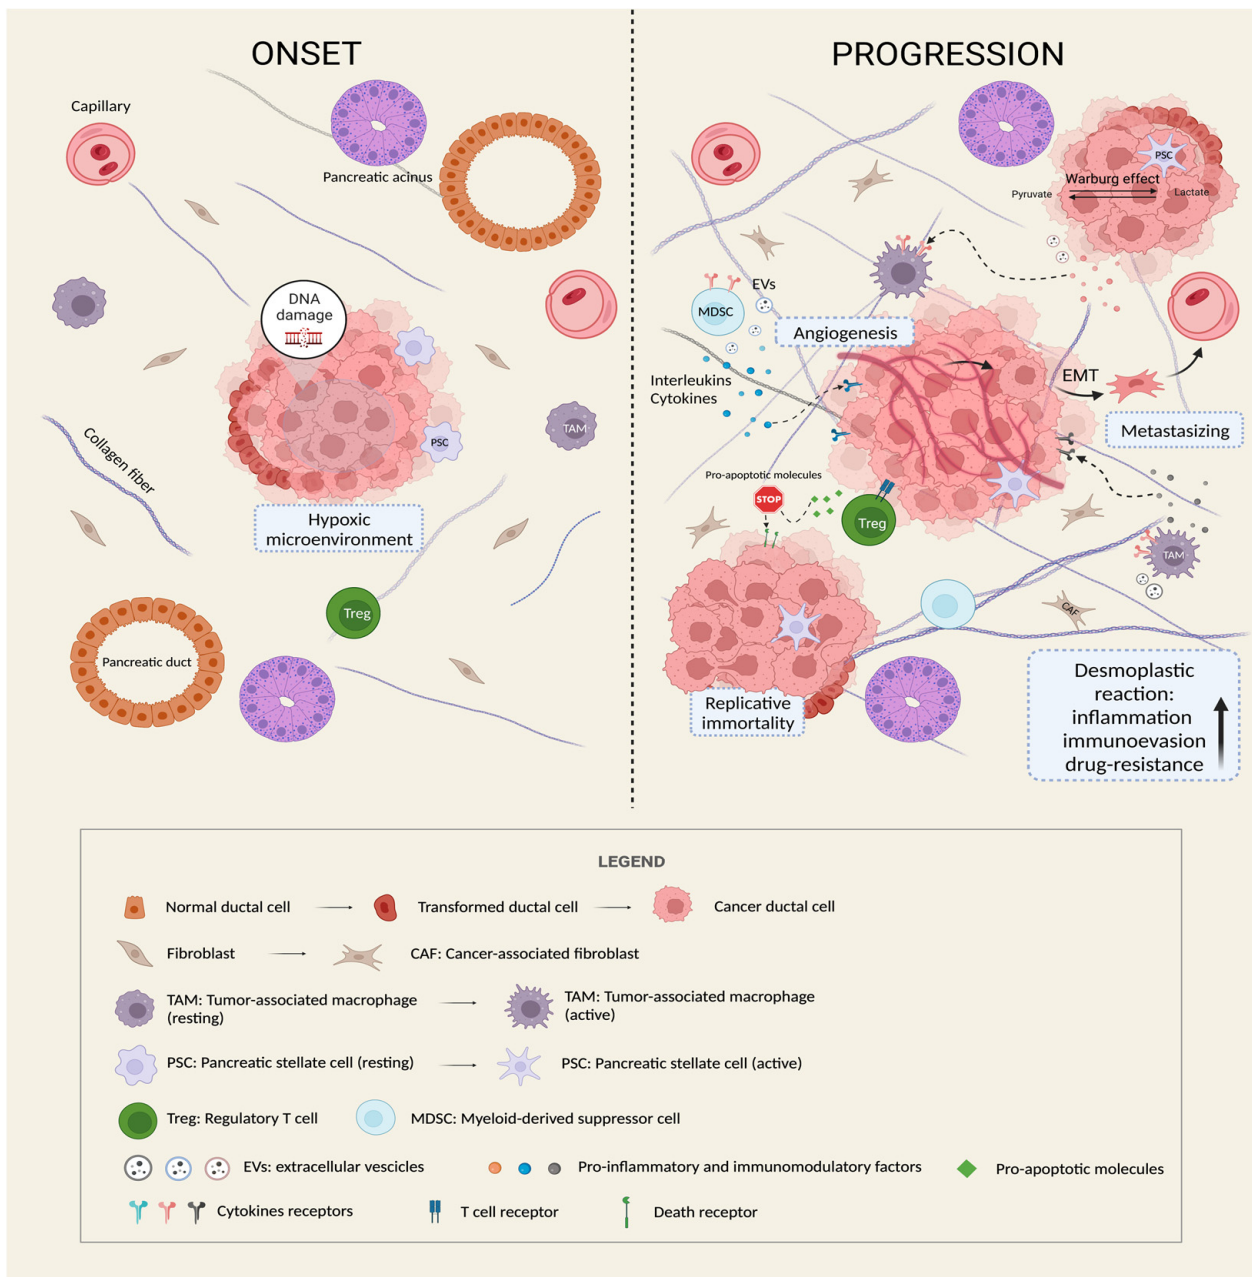 ONSET
Capillary
Pancreatic acinus
DNA
damage
PSC
TAM
Collagen fiber
Hypoxic
microenvironment
Treg
Pancreatic duct
PROGRESSION
PSC
Warburg effect
Pyruvate
Lactate
EVs
MDSC
Angiogenesis
Interleukins
Cytokines
EMT
Metastasizing
Pro-apoptotic molecules
STOP
Treg
TAM
CAF
Replicative
immortality
Desmoplastic
reaction:
inflammation
immunoevasion
drug-resistance
LEGEND
Normal ductal cell
Transformed ductal cell
Cancer ductal cell
Fibroblast
CAF: Cancer-associated fibroblast
TAM: Tumor-associated macrophage
(resting)
TAM: Tumor-associated macrophage
(active)
PSC: Pancreatic stellate cell (resting)
PSC: Pancreatic stellate cell (active)
Treg: Regulatory T cell
MDSC: Myeloid-derived suppressor cell
EVs: extracellular vescicles
Pro-inflammatory and immunomodulatory factors
Pro-apoptotic molecules
Cytokines receptors
T cell receptor
Death receptor